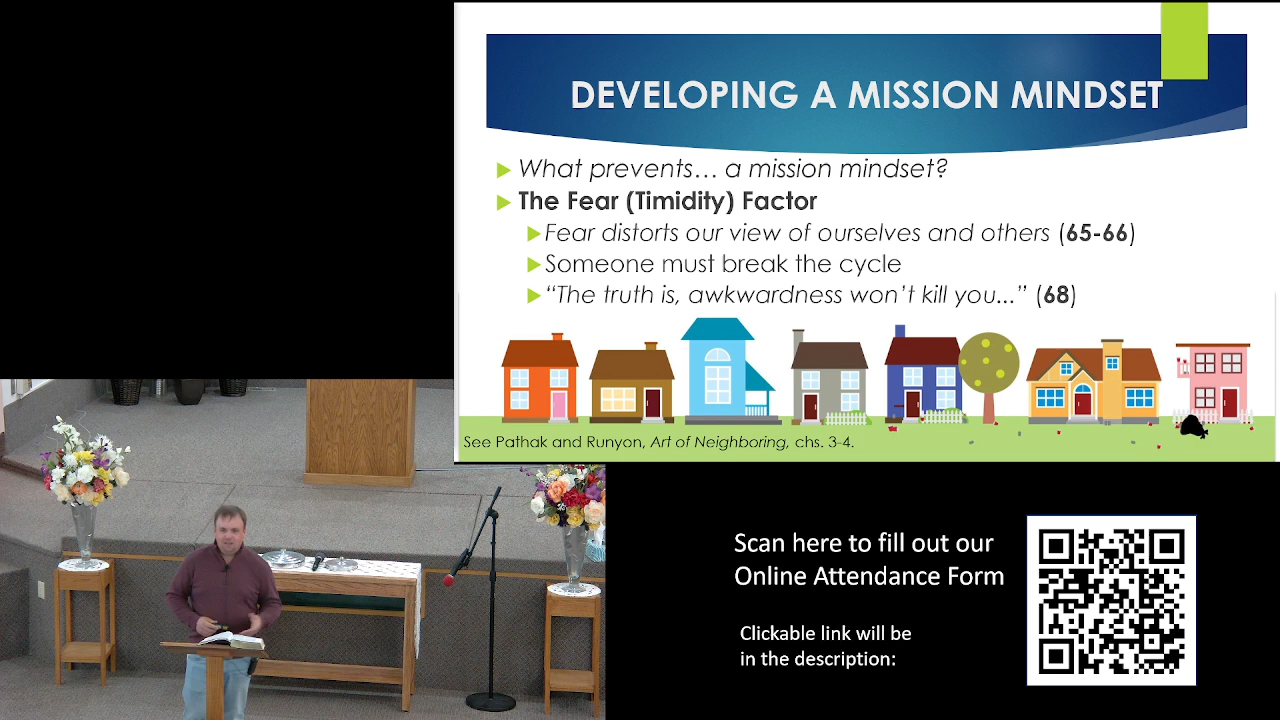 DEVELOPING A MISSION MINDSET
What prevents… a mission mindset?
The Fear (Timidity) Factor
Fear distorts our view of ourselves and others (65-66)
Someone must break the cycle
“The truth is, awkwardness won’t kill you...” (68)
See Pathak and Runyon, Art of Neighboring, chs. 3-4.
Scan here to fill out our
Online Attendance Form
Clickable link will be
in the description: